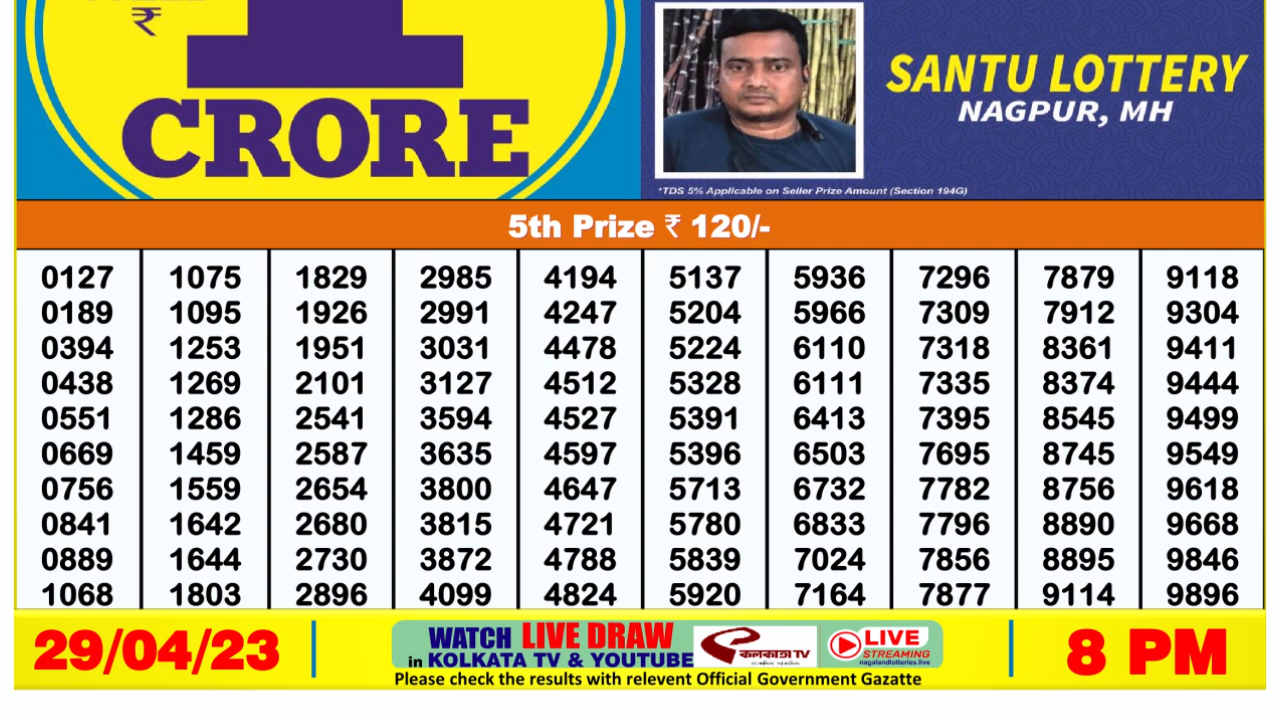 ₹
CRORE
SANTU LOTTERY
NAGPUR, MH
*TDS 5% Applicable on Seller Prize Amount (Section 194G)
5th Prize ₹ 120/-
0127 1075 1829 2985 4194 5137 5936 7296 7879 9118
0189 1095 1926 2991 4247 5204 5966 7309 7912 9304
0394 1253 1951 3031 4478 5224 6110 7318 8361 9411
0438 1269 2101 3127 4512 5328 6111 7335 8374 9444
0551 1286 2541 3594 4527 5391 6413 7395 8545 9499
0669 1459 2587 3635 4597 5396 6503 7695 8745 9549
0756 1559 2654 3800 4647 5713 6732 7782 8756 9618
0841 1642 2680 3815 4721 5780 6833 7796 8890 9668
0889 1644 2730 3872 4788 5839 7024 7856 8895 9846
1068 1803 2896 4099 4824 5920 7164 7877 9114 9896
29/04/23
WATCH LIVE DRAW
in KOLKATA TV & YOUTUBE
কলকাতা TV
LIVE
STREAMING
nagalandlotteries.live
Please check the results with relevent Official Government Gazatte
8 PM